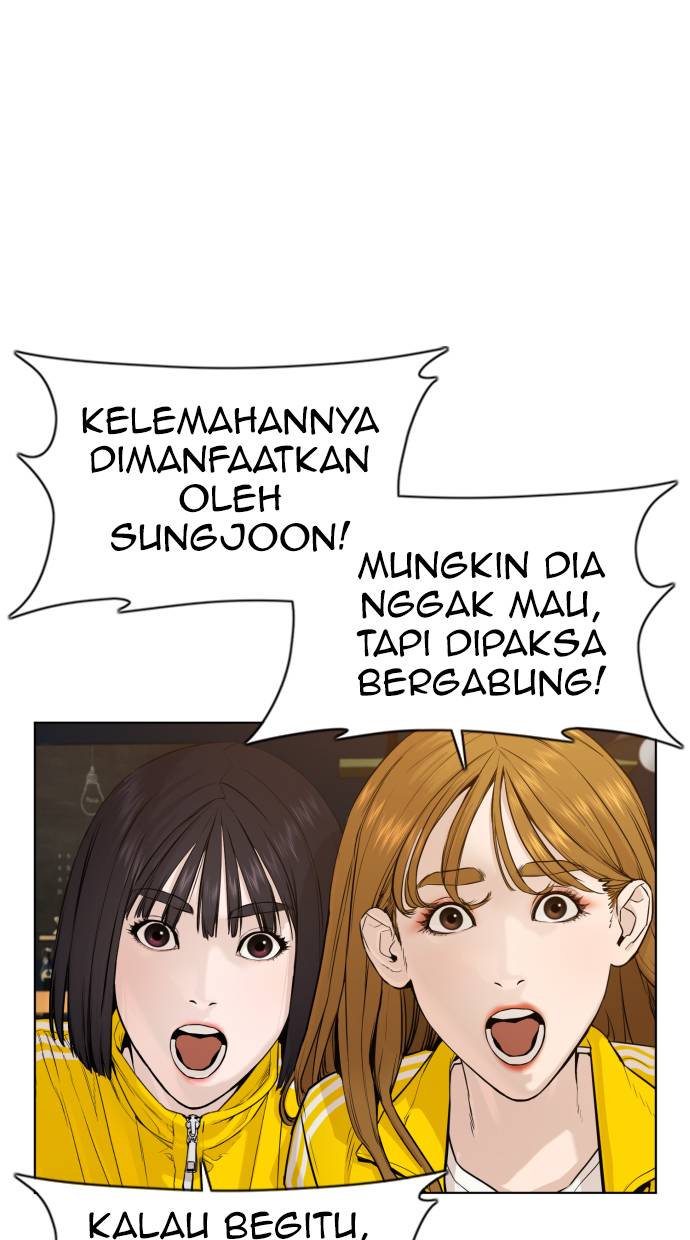 KELEMAHANNYA
DIMANFAATKAN
OLEH
SUNGJOON!
MUNGKIN DIA
NGGAK MAU,
TAPI DIPAKSA
BERGABUNG!
KALAU BEGITU,